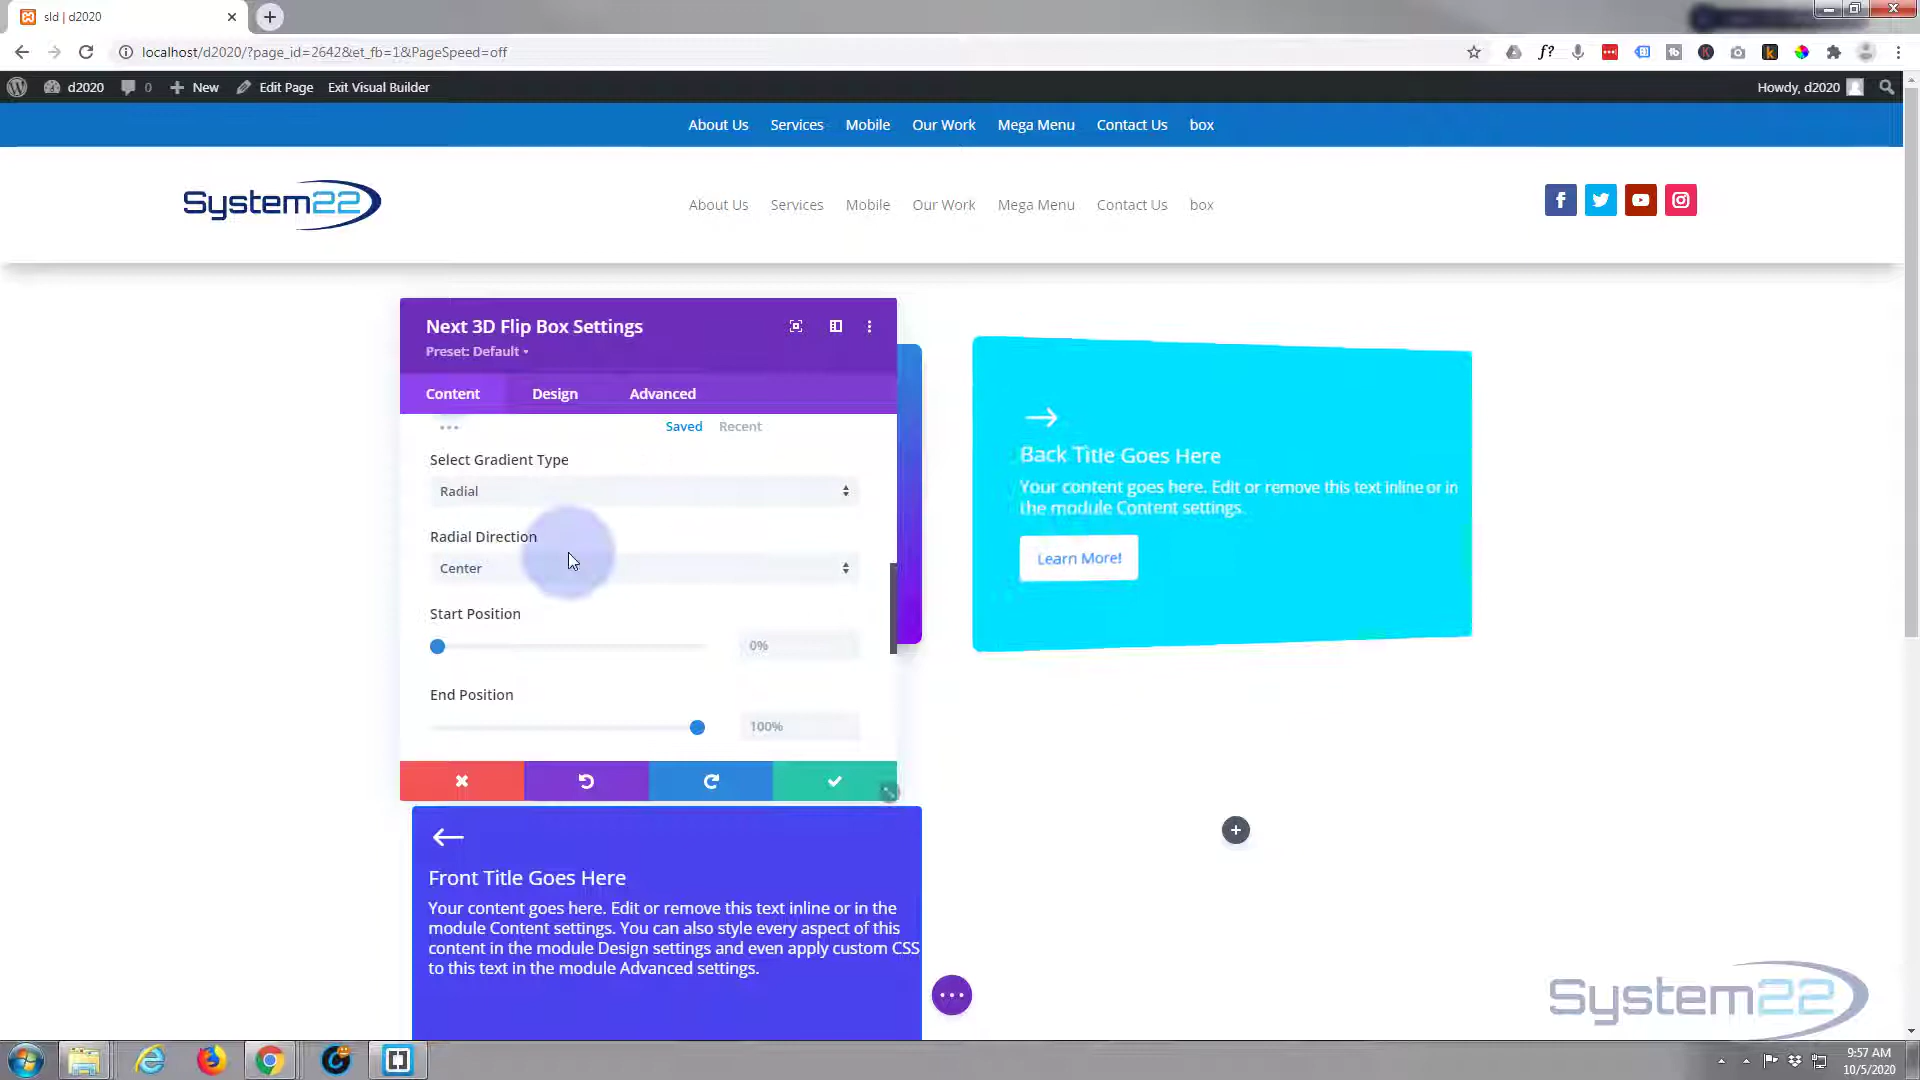 sld | d2020
localhost/d2020/?page_id=2642&et_fb=1&PageSpeed=off
d2020
0
New
Edit Page
Exit Visual Builder
Howdy, d2020
About Us
Services
Mobile
Our Work
Mega Menu
Contact Us
box
System22
About Us
Services
Mobile
Our Work
Mega Menu
Contact Us
box
Next 3D Flip Box Settings
Preset: Default
Content
Design
Advanced
Saved
Recent
Select Gradient Type
Radial
Radial Direction
Center
Start Position
0%
End Position
100%
Back Title Goes Here
Your content goes here. Edit or remove this text inline or in
the module Content settings.
Learn More!
Front Title Goes Here
Your content goes here. Edit or remove this text inline or in the
module Content settings. You can also style every aspect of this
content in the module Design settings and even apply custom CSS
to this text in the module Advanced settings.
System22
9:57 AM
10/5/2020